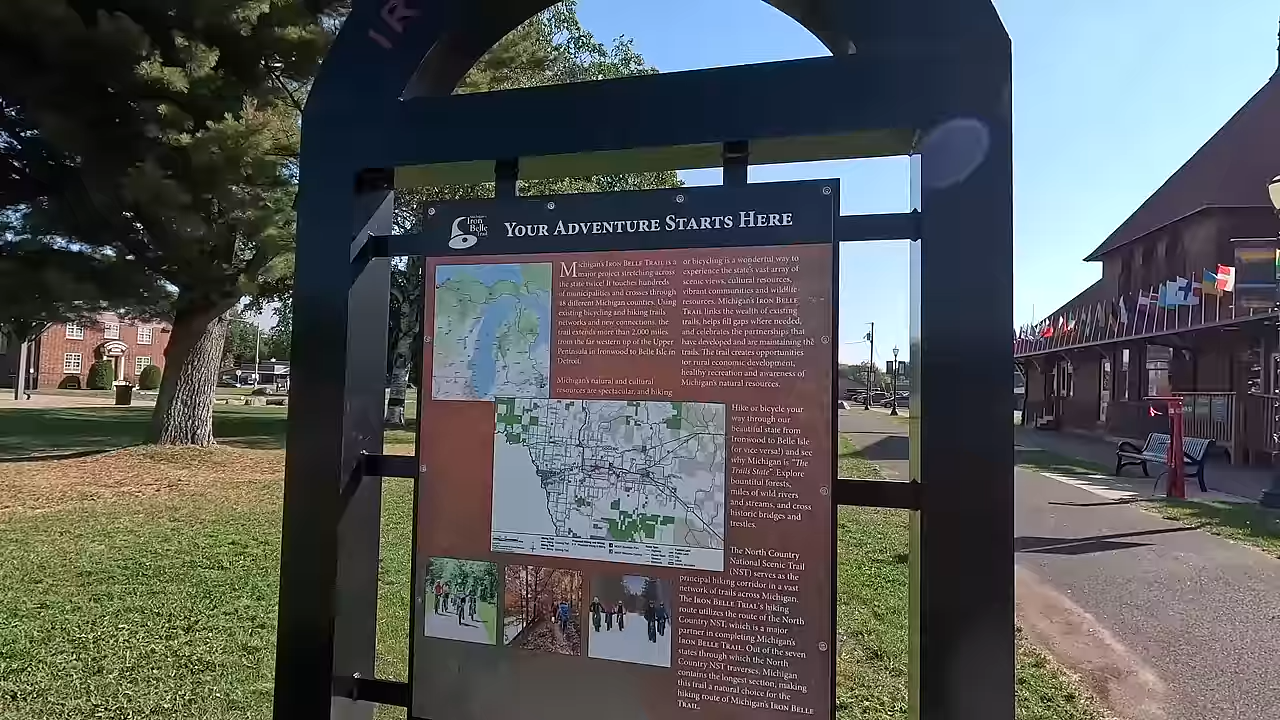 IR
Iron
Belle
YOUR ADVENTURE STARTS HERE
Michigan's IRON BELLE TRAIL is a
major project stretching across
the state twice! It touches hundreds
of municipalities and crosses through
48 different Michigan counties. Using
existing bicycling and hiking trails
networks and new connections, the
trail extends more than 2,000 miles
from the far western tip of the Upper
Peninsula in Ironwood to Belle Isle in
Detroit.
Michigan's natural and cultural
resources are spectacular, and hiking
or bicycling is a wonderful way to
experience the state's vast array of
scenic views, cultural resources,
vibrant communities and wildlife
resources. Michigan's IRON BELLE
TRAIL links the wealth of existing
trails, helps fill gaps where needed,
and celebrates the partnerships that
have developed and are maintaining the
trails. The trail creates opportunities
for rural economic development,
healthy recreation and awareness of
Michigan's natural resources.
Hike or bicycle your
way through our
beautiful state from
Ironwood to Belle Isle
(or vice versa!) and see
why Michigan is "The
Trails State". Explore
bountiful forests,
miles of wild rivers
and streams, and cross
historic bridges and
trestles.
The North Country
National Scenic Trail
(NST) serves as the
principal hiking corridor in a vast
network of trails across Michigan.
The IRON BELLE TRIAL's hiking
route utilizes the route of the North
Country NST, which is a major
partner in completing Michigan's
IRON BELLE TRAIL. Out of the seven
states through which the North
Country NST traverses, Michigan
contains the longest section, making
this trail a natural choice for the
hiking route of Michigan's IRON BELLE
TRAIL.